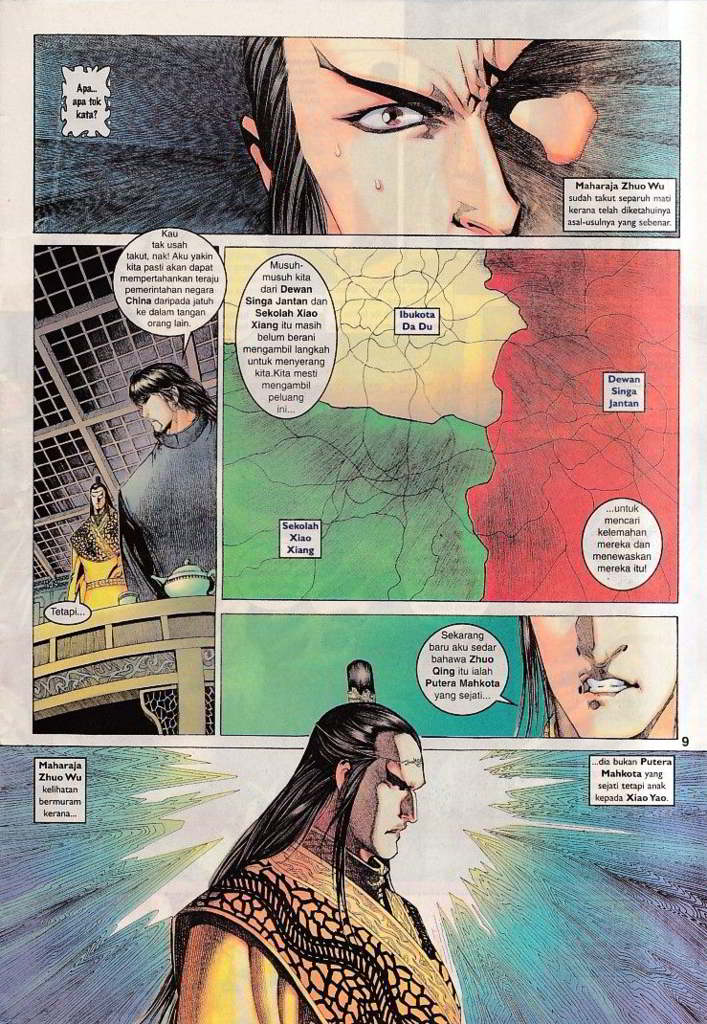 Apa...
apa tok
kata?
Maharaja Zhuo Wu
sudah takut separuh mati
kerana telah diketahuinya
asal-usulnya yang sebenar.
Kau
tak usah
takut, nak! Aku yakin
kita pasti akan dapat
mempertahankan teraju
pemerintahan negara
China daripada jatuh
ke dalam tangan
orang lain.
Musuh-
musuh kita
dari Dewan
Singa Jantan dan
Sekolah Xiao
Xiang itu masih
belum berani
mengambil langkah
untuk menyerang
kita.Kita mesti
mengambil
peluang
ini...
Ibukota
Da Du
Dewan
Singa
Jantan
Sekolah
Xiao
Xiang
...untuk
mencari
kelemahan
mereka dan
menewaskan
mereka itu!
Tetapi...
Sekarang
baru aku sedar
bahawa Zhuo
Qing itu ialah
Putera Mahkota
yang sejati...
9
Maharaja
Zhuo Wu
kelihatan
bermuram
kerana...
...dia bukan Putera
Mahkota yang
sejati tetapi anak
kepada Xiao Yao.